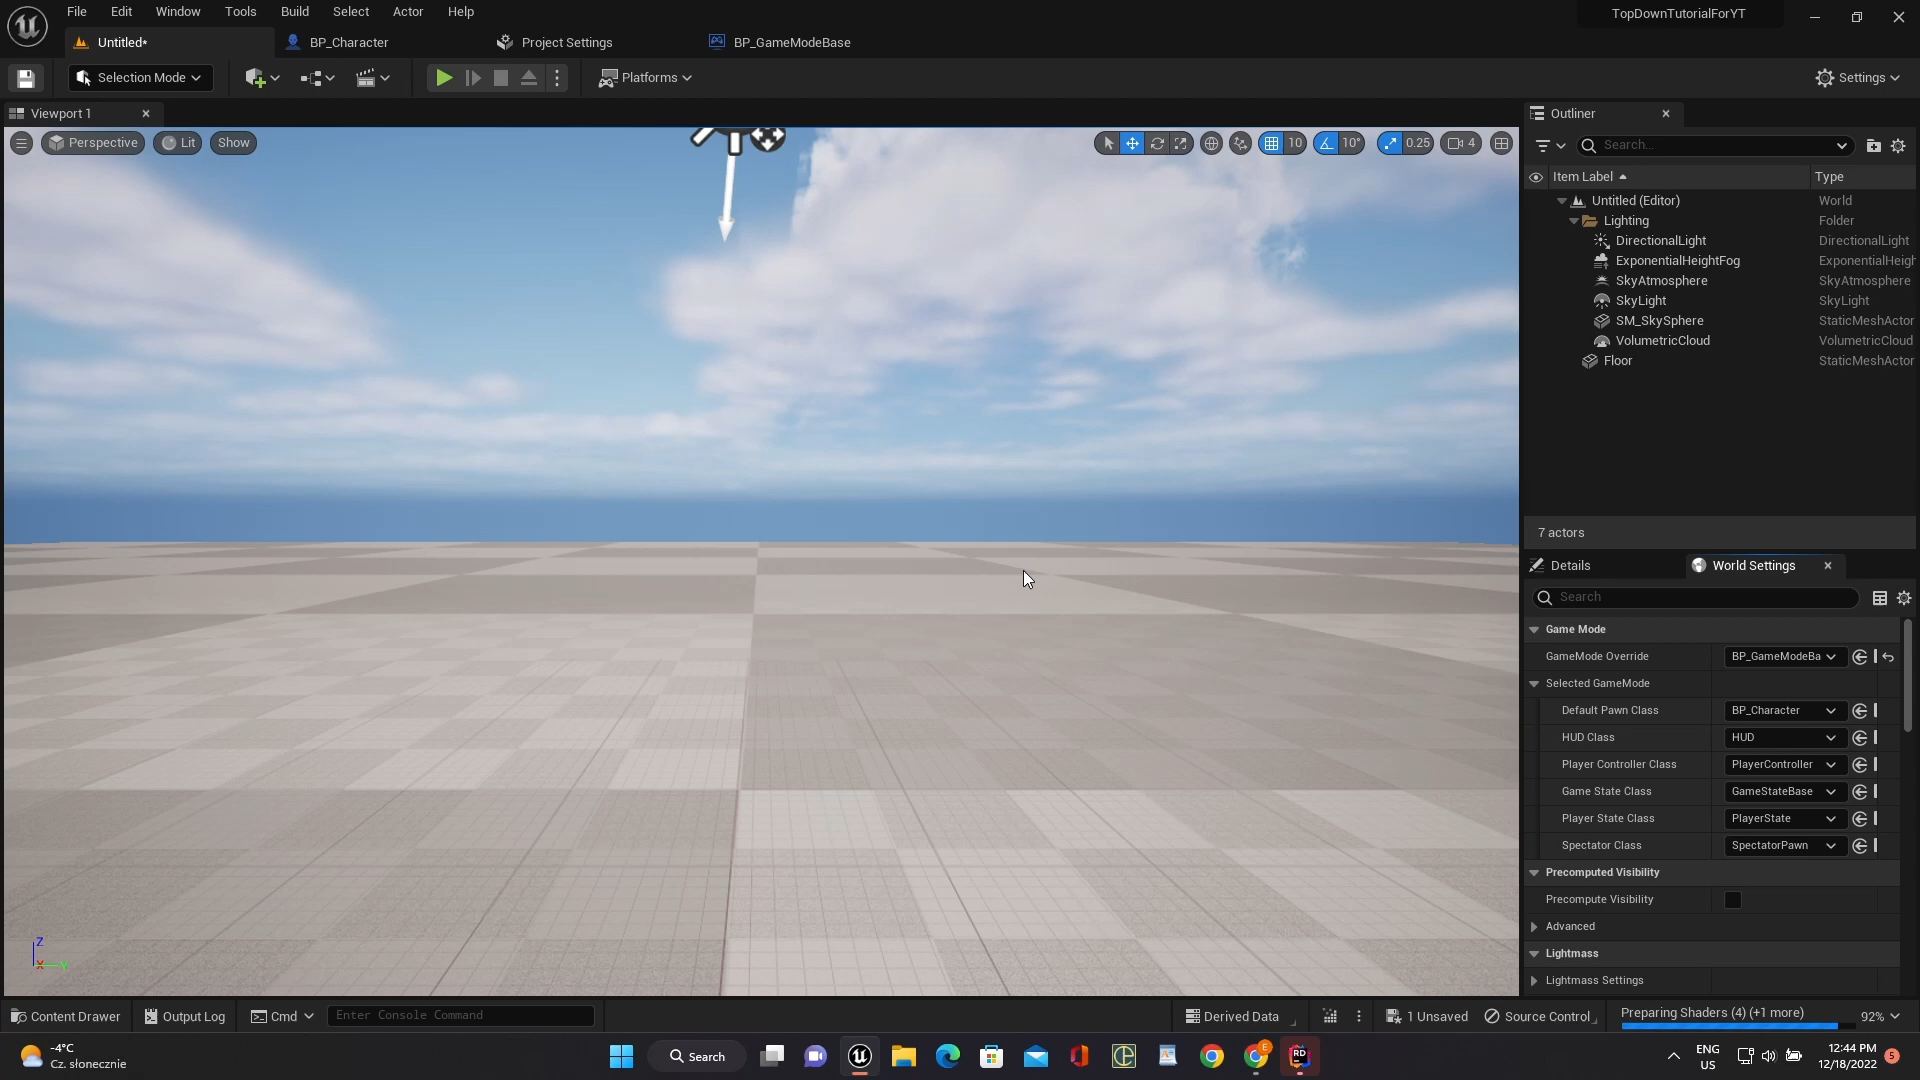 File Edit Window Tools Build Select Actor Help
TopDownTutorialForYT
Untitled* BP_Character Project Settings BP_GameModeBase
Selection Mode Platforms Settings
Viewport 1
Perspective Lit Show 10 10° 0.25 4
Outliner
Search...
Item Label Type
Untitled (Editor) World
Lighting Folder
DirectionalLight DirectionalLight
ExponentialHeightFog ExponentialHeigh
SkyAtmosphere SkyAtmosphere
SkyLight SkyLight
SM_SkySphere StaticMeshActor
VolumetricCloud VolumetricCloud
Floor StaticMeshActor
7 actors
Details World Settings
Search
Game Mode
GameMode Override BP_GameModeBa
Selected GameMode
Default Pawn Class BP_Character
HUD Class HUD
Player Controller Class PlayerController
Game State Class GameStateBase
Player State Class PlayerState
Spectator Class SpectatorPawn
Precomputed Visibility
Precompute Visibility
Advanced
Lightmass
Lightmass Settings
Z
X Y
Content Drawer Output Log Cmd Enter Console Command Derived Data 1 Unsaved Source Control
Preparing Shaders (4) (+1 more) 92%
-4°C
Cz. słonecznie
Search
E
RD
ENG
US
12:44 PM
12/18/2022
5